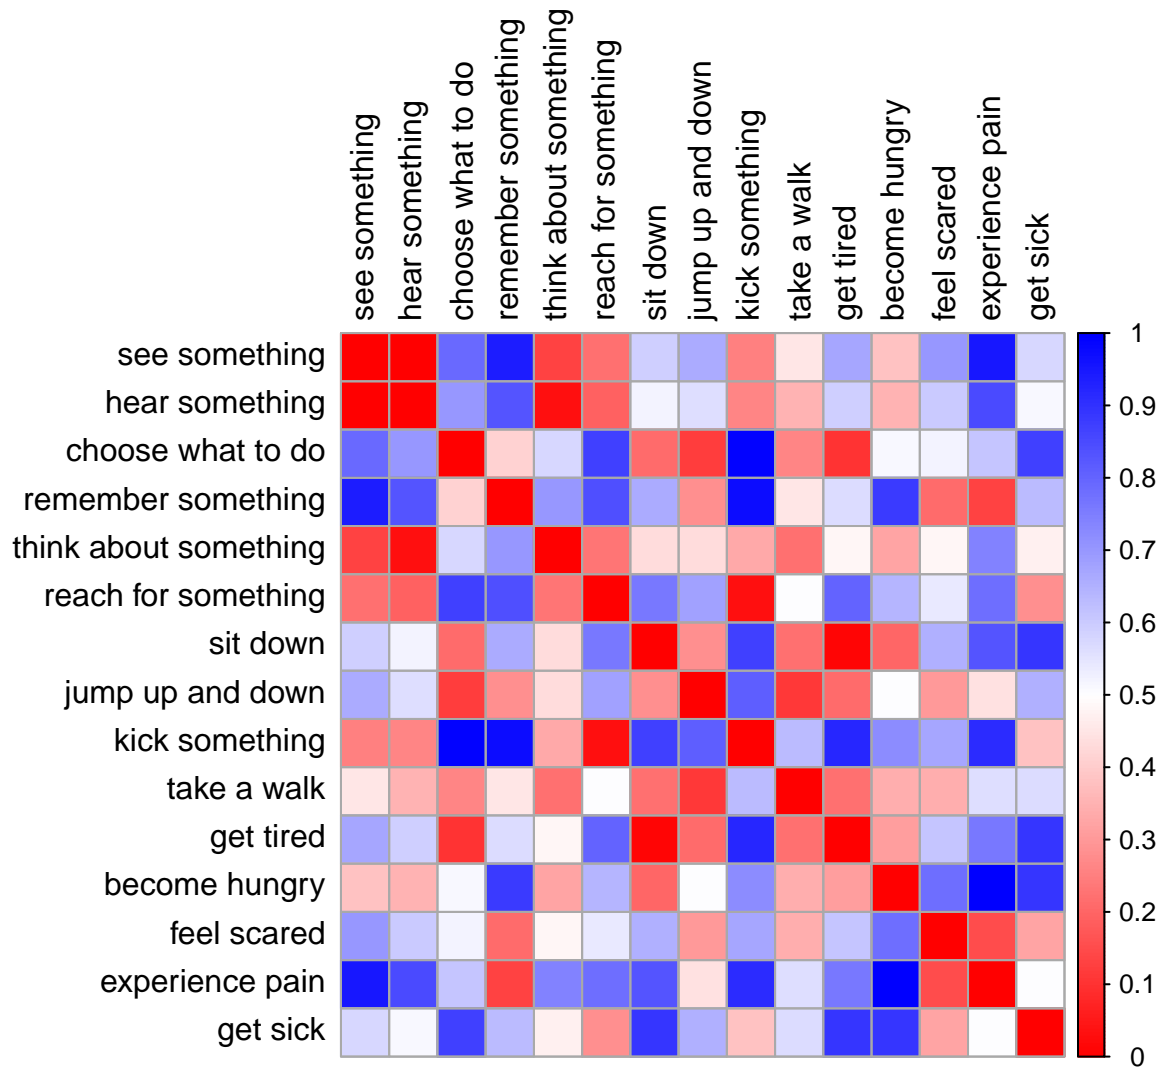 see something
hear something
choose what to do
remember something
think about something
reach for something
sit down
jump up and down
kick something
take a walk
get tired
become hungry
feel scared
experience pain
get sick
see something
hear something
choose what to do
remember something
think about something
reach for something
sit down
jump up and down
kick something
take a walk
get tired
become hungry
feel scared
experience pain
get sick
1
0.9
0.8
0.7
0.6
0.5
0.4
0.3
0.2
0.1
0